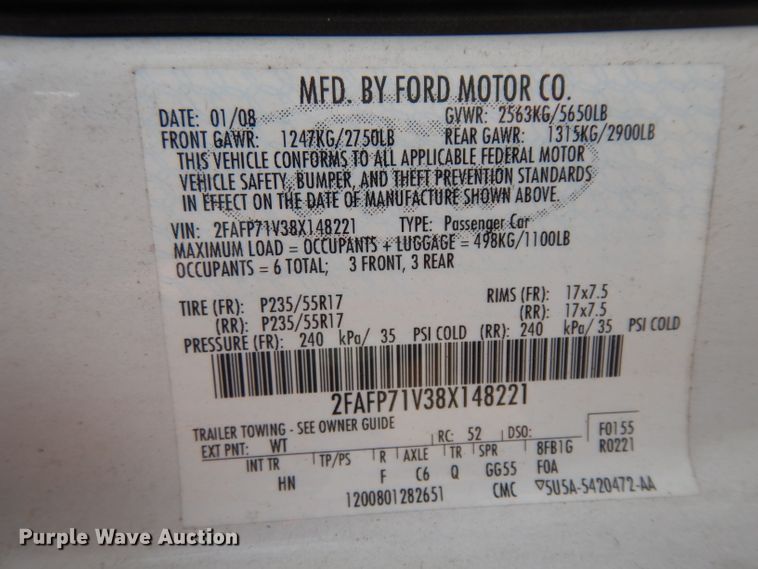 MFD. BY FORD MOTOR CO.
DATE: 01/08 GVWR: 2563KG/5650LB
FRONT GAWR: 1247KG/2750LB REAR GAWR: 1315KG/2900LB
THIS VEHICLE CONFORMS TO ALL APPLICABLE FEDERAL MOTOR
VEHICLE SAFETY, BUMPER, AND THEFT PREVENTION STANDARDS
IN EFFECT ON THE DATE OF MANUFACTURE SHOWN ABOVE.
VIN: 2FAFP71V38X148221 TYPE: Passenger Car
MAXIMUM LOAD = OCCUPANTS + LUGGAGE = 498KG/1100LB
OCCUPANTS = 6 TOTAL; 3 FRONT, 3 REAR
TIRE (FR): P235/55R17 RIMS (FR): 17x7.5
(RR): P235/55R17 (RR): 17x7.5
PRESSURE (FR): 240 kPa/ 35 PSI COLD (RR): 240 kPa/ 35 PSI COLD
2FAFP71V38X148221
TRAILER TOWING - SEE OWNER GUIDE
EXT PNT: WT RC: 52 DSO: F0155
INT TR TP/PS R AXLE TR SPR 8FB1G R0221
HN F C6 Q GG55 F0A
1200801282651 CMC ▽5U5A-5420472-AA
Purple Wave Auction